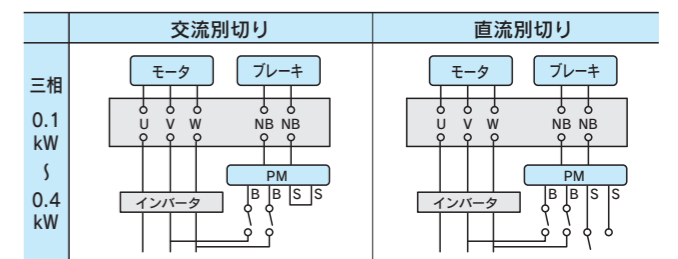 交流別切り 直流別切り
三相
0.1
kW
〜
0.4
kW
モータ ブレーキ
U V W NB NB
PM
B B S S
インバータ
モータ ブレーキ
U V W NB NB
PM
B B S S
インバータ